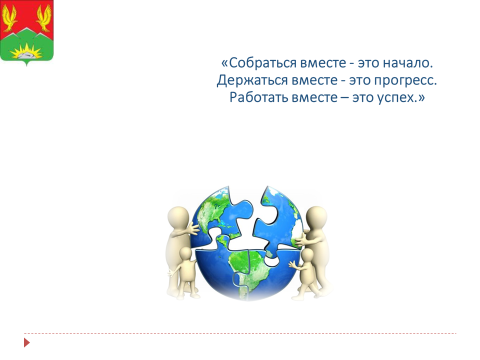 «Собраться вместе - это начало.
Держаться вместе - это прогресс.
Работать вместе – это успех.»